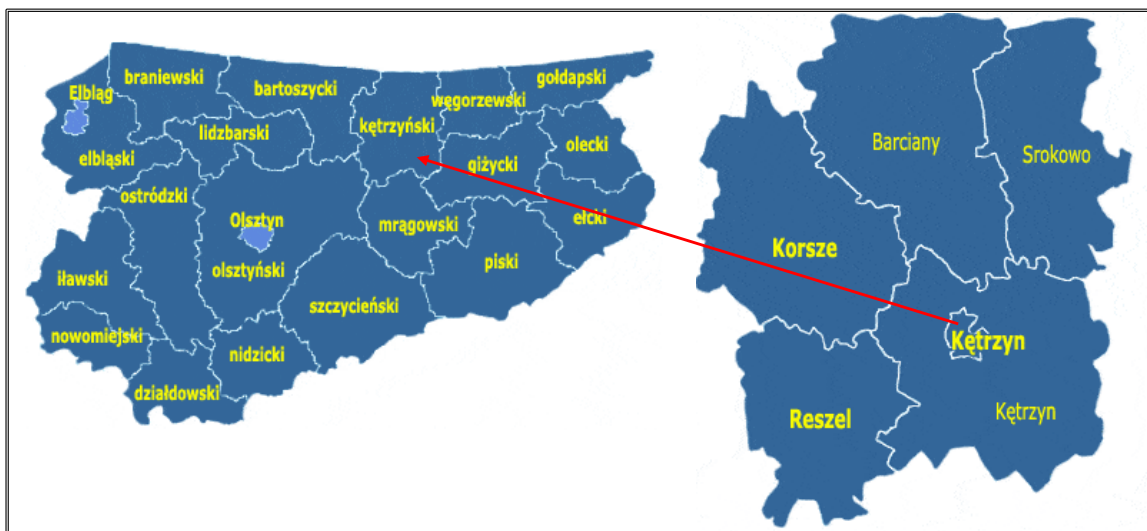 Elbląg
braniewski
bartoszycki
węgorzewski
gołdapski
elbląski
lidzbarski
kętrzyński
giżycki
olecki
ostródzki
Olsztyn
mrągowski
ełcki
iławski
olsztyński
piski
szczycieński
nowomiejski
nidzicki
działdowski
Barciany
Srokowo
Korsze
Kętrzyn
Reszel
Kętrzyn